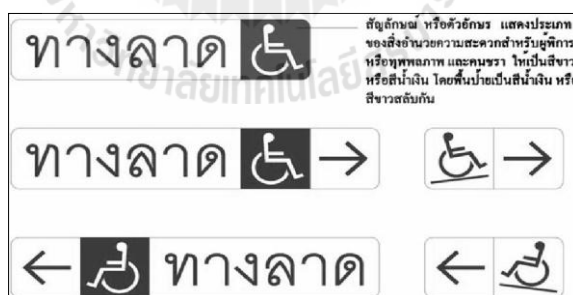 ทางลาด
สัญลักษณ์ หรือตัวอักษร แสดงประเภท
ของสิ่งอำนวยความสะดวกสำหรับผู้พิการ
หรือทุพพลภาพ และคนชรา ให้เป็นสีขาว
หรือสีน้ำเงิน โดยพื้นป้ายเป็นสีน้ำเงิน หรือ
สีขาวสลับกัน
ทางลาด →
→
← ทางลาด
←